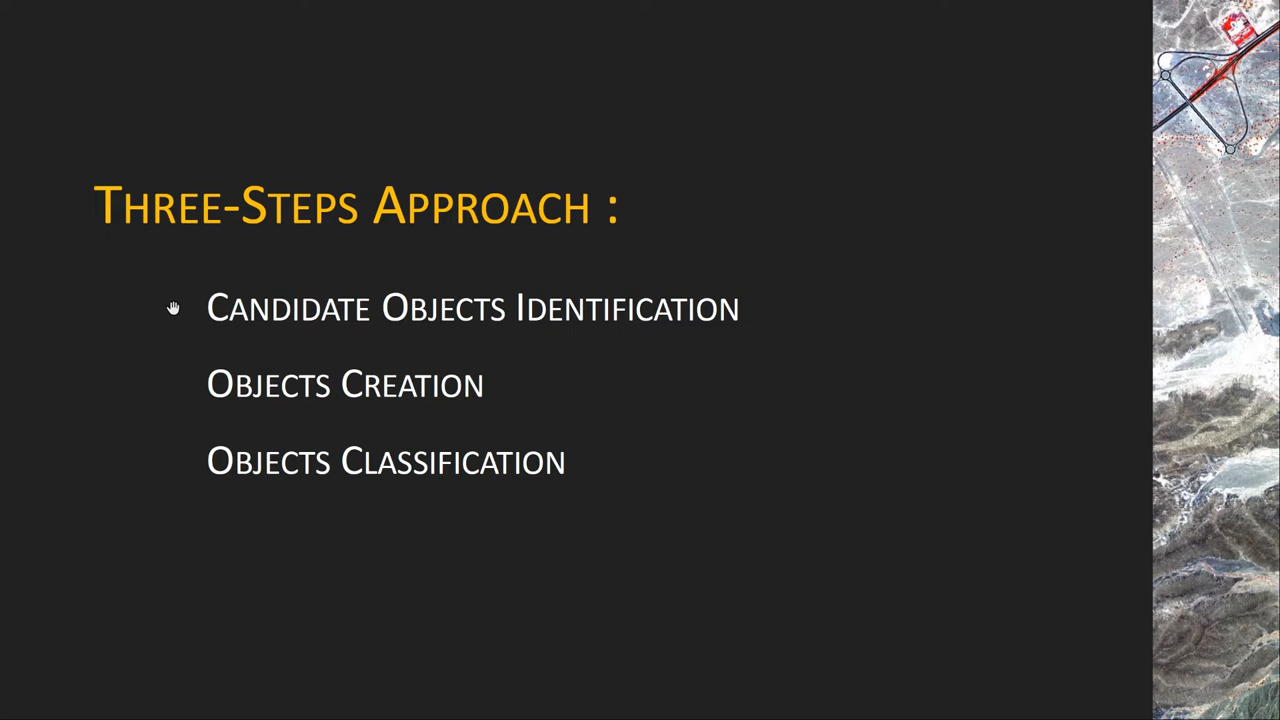 Three-Steps Approach :
Candidate Objects Identification
Objects Creation
Objects Classification